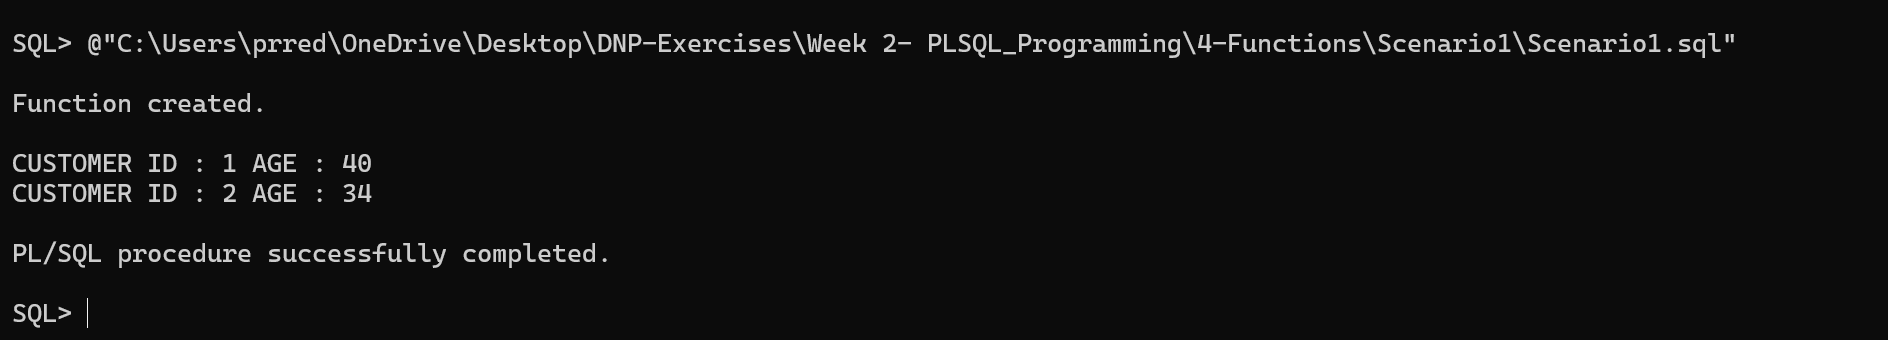 SQL> @"C:\Users\prred\OneDrive\Desktop\DNP-Exercises\Week 2- PLSQL_Programming\4-Functions\Scenario1\Scenario1.sql"
Function created.
CUSTOMER ID : 1 AGE : 40
CUSTOMER ID : 2 AGE : 34
PL/SQL procedure successfully completed.
SQL>